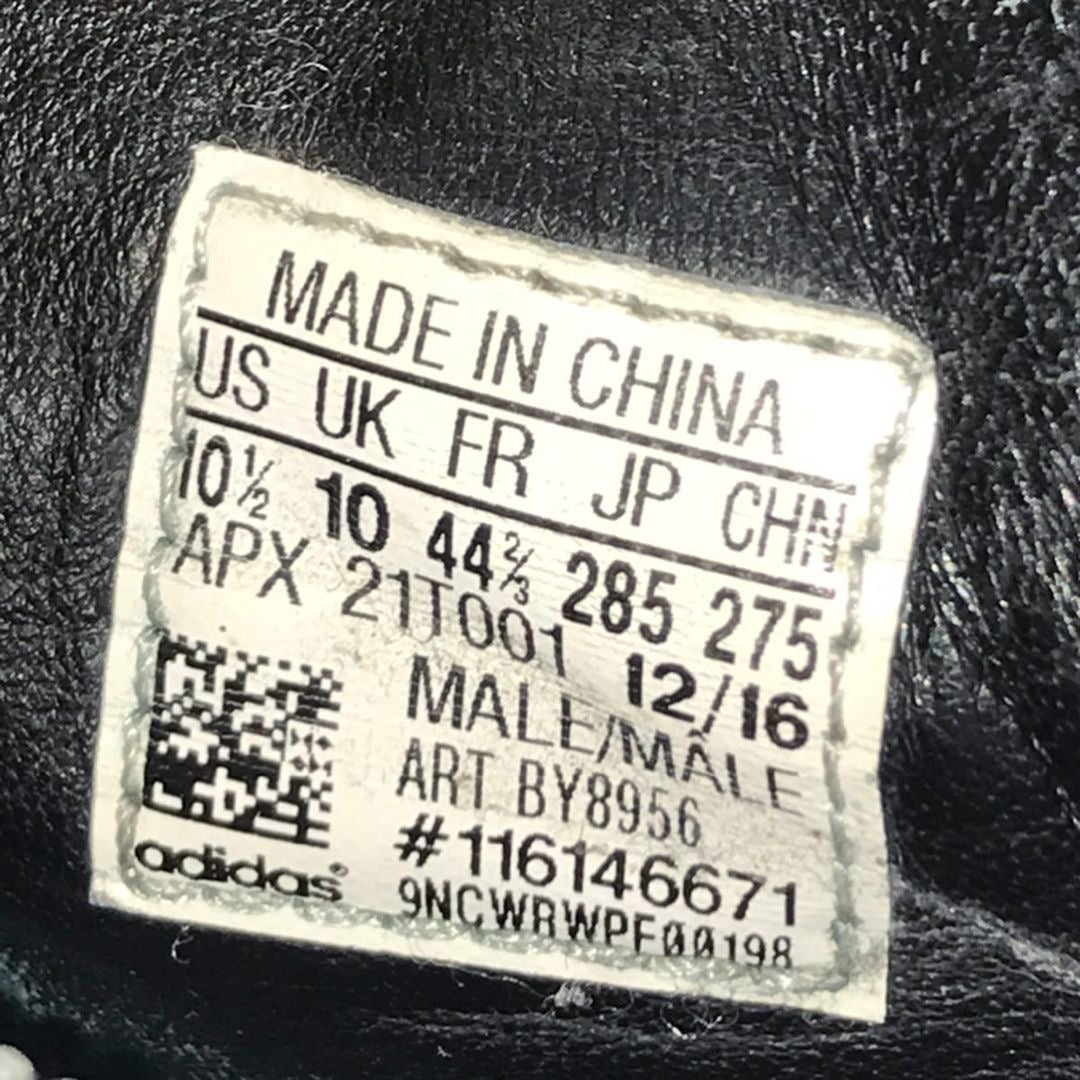 MADE IN CHINA
US UK FR JP CHN
10½ 10 44⅔ 285 275
APX 21T001 12/16
MALE/MÂLE
ART BY8956
#116146671
adidas®
9NCWRWPF00198